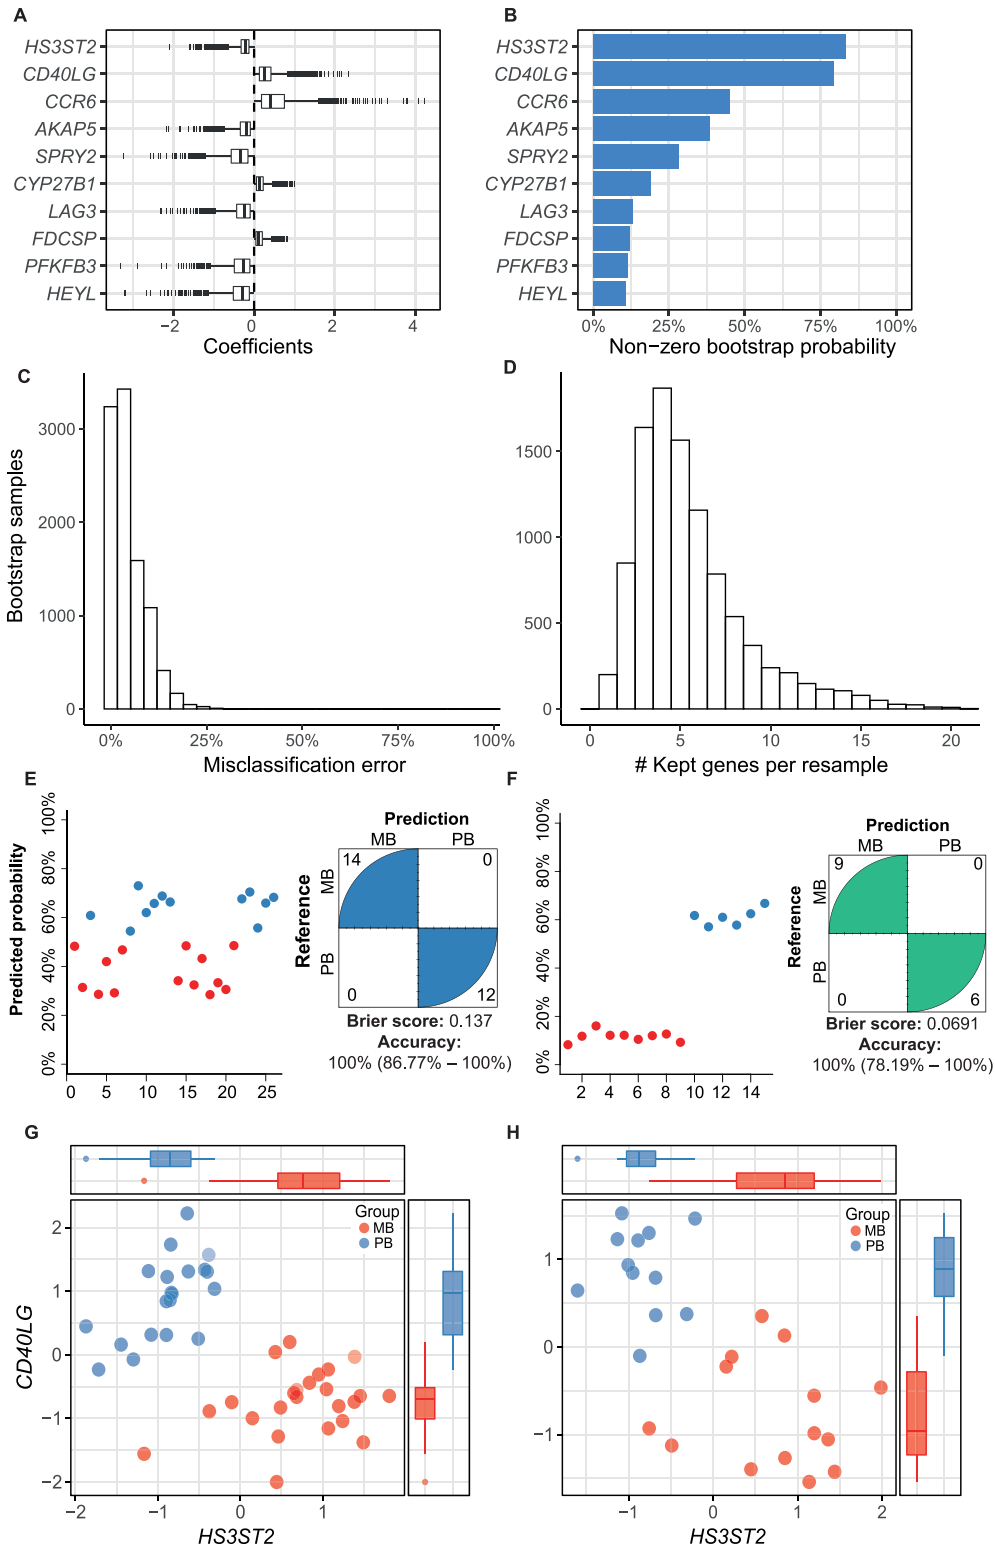 A
HS3ST2
CD40LG
CCR6
AKAP5
SPRY2
CYP27B1
LAG3
FDCSP
PFKFB3
HEYL
−2 0 2 4
Coefficients
B
HS3ST2
CD40LG
CCR6
AKAP5
SPRY2
CYP27B1
LAG3
FDCSP
PFKFB3
HEYL
0% 25% 50% 75% 100%
Non−zero bootstrap probability
C
Bootstrap samples
3000
2000
1000
0
0% 25% 50% 75% 100%
Misclassification error
D
1500
1000
500
0
0 5 10 15 20
# Kept genes per resample
E
Predicted probability
100%
80%
60%
40%
20%
0%
0 5 10 15 20 25
Prediction
MB PB
Reference
MB
PB
14 0
0 12
Brier score: 0.137
Accuracy:
100% (86.77% – 100%)
F
100%
80%
60%
40%
20%
0%
2 4 6 8 10 14
Prediction
MB PB
Reference
MB
PB
9 0
0 6
Brier score: 0.0691
Accuracy:
100% (78.19% – 100%)
G
Group
MB
PB
CD40LG
2
1
0
−1
−2
−2 −1 0 1
HS3ST2
H
Group
MB
PB
1
0
−1
−1 0 1 2
HS3ST2